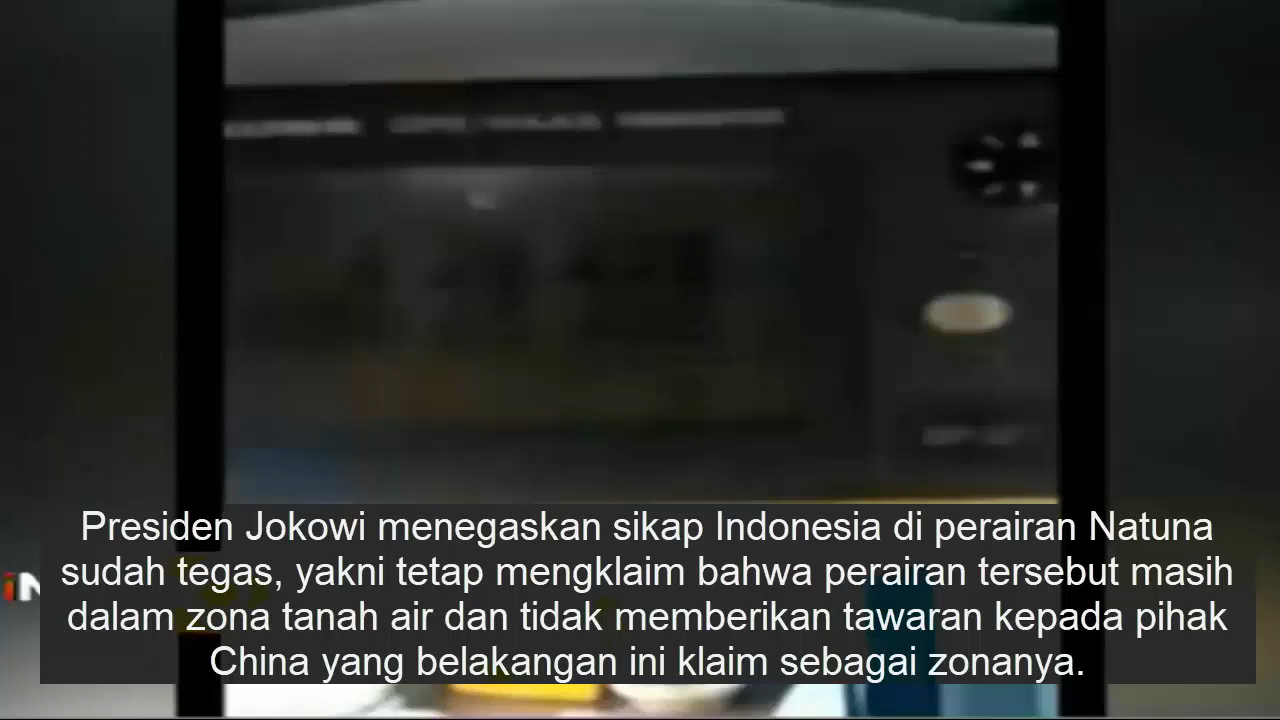 Presiden Jokowi menegaskan sikap Indonesia di perairan Natuna
sudah tegas, yakni tetap mengklaim bahwa perairan tersebut masih
dalam zona tanah air dan tidak memberikan tawaran kepada pihak
China yang belakangan ini klaim sebagai zonanya.